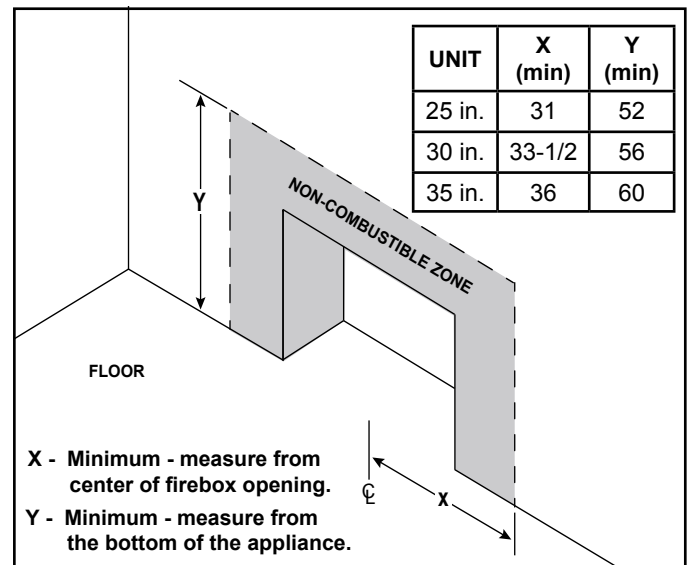 UNIT X (min) Y (min)
25 in. 31 52
30 in. 33-1/2 56
35 in. 36 60
Y
NON-COMBUSTIBLE ZONE
FLOOR
X - Minimum - measure from
center of firebox opening.
℄
X
Y - Minimum - measure from
the bottom of the appliance.